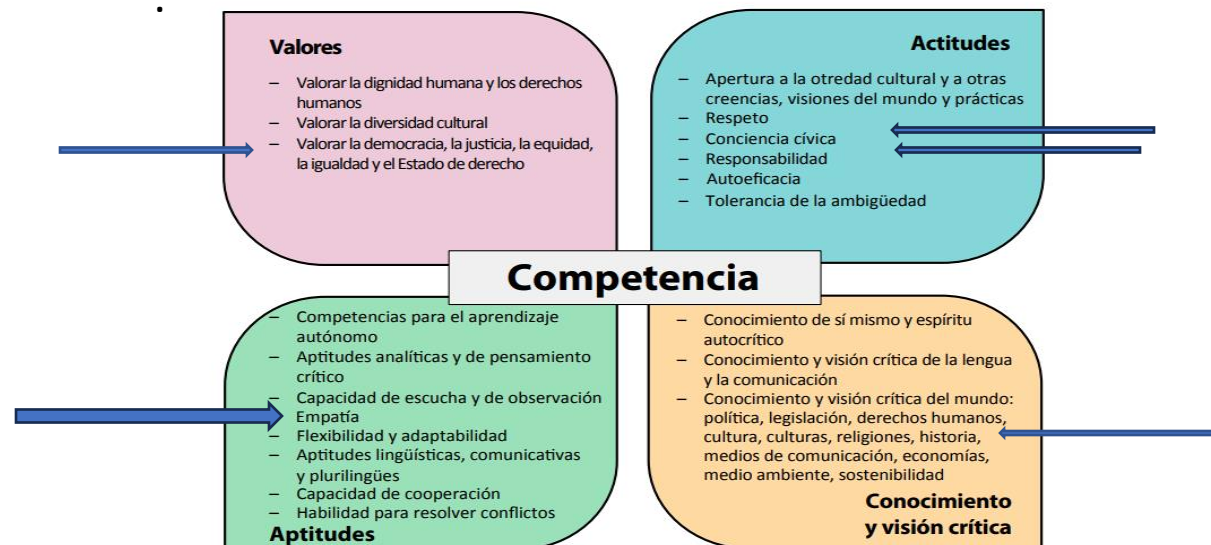 Valores
– Valorar la dignidad humana y los derechos
humanos
– Valorar la diversidad cultural
– Valorar la democracia, la justicia, la equidad,
la igualdad y el Estado de derecho
Actitudes
– Apertura a la otredad cultural y a otras
creencias, visiones del mundo y prácticas
– Respeto
– Conciencia cívica
– Responsabilidad
– Autoeficacia
– Tolerancia de la ambigüedad
Competencia
– Competencias para el aprendizaje
autónomo
– Aptitudes analíticas y de pensamiento
crítico
– Capacidad de escucha y de observación
Empatía
– Flexibilidad y adaptabilidad
– Aptitudes lingüísticas, comunicativas
y plurilingües
– Capacidad de cooperación
– Habilidad para resolver conflictos
Aptitudes
– Conocimiento de sí mismo y espíritu
autocrítico
– Conocimiento y visión crítica de la lengua
y la comunicación
– Conocimiento y visión crítica del mundo:
política, legislación, derechos humanos,
cultura, culturas, religiones, historia,
medios de comunicación, economías,
medio ambiente, sostenibilidad
Conocimiento
y visión crítica